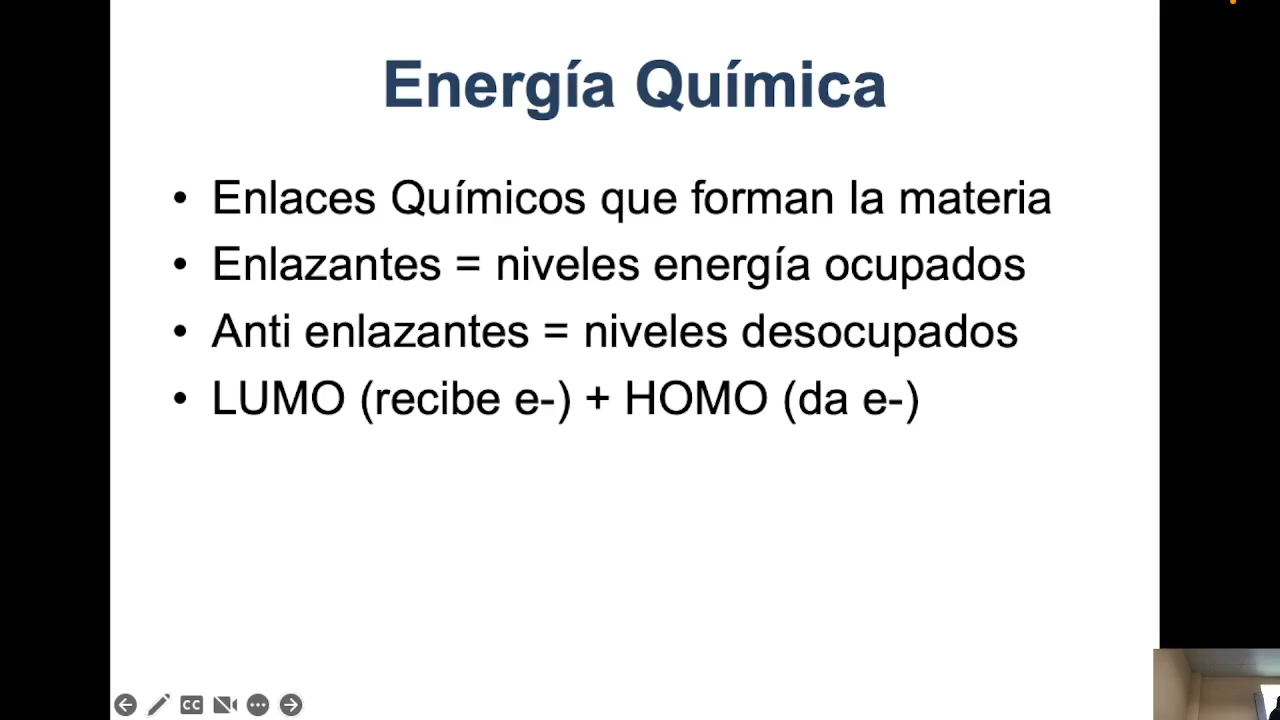 Energía Química
• Enlaces Químicos que forman la materia
• Enlazantes = niveles energía ocupados
• Anti enlazantes = niveles desocupados
• LUMO (recibe e-) + HOMO (da e-)
CC